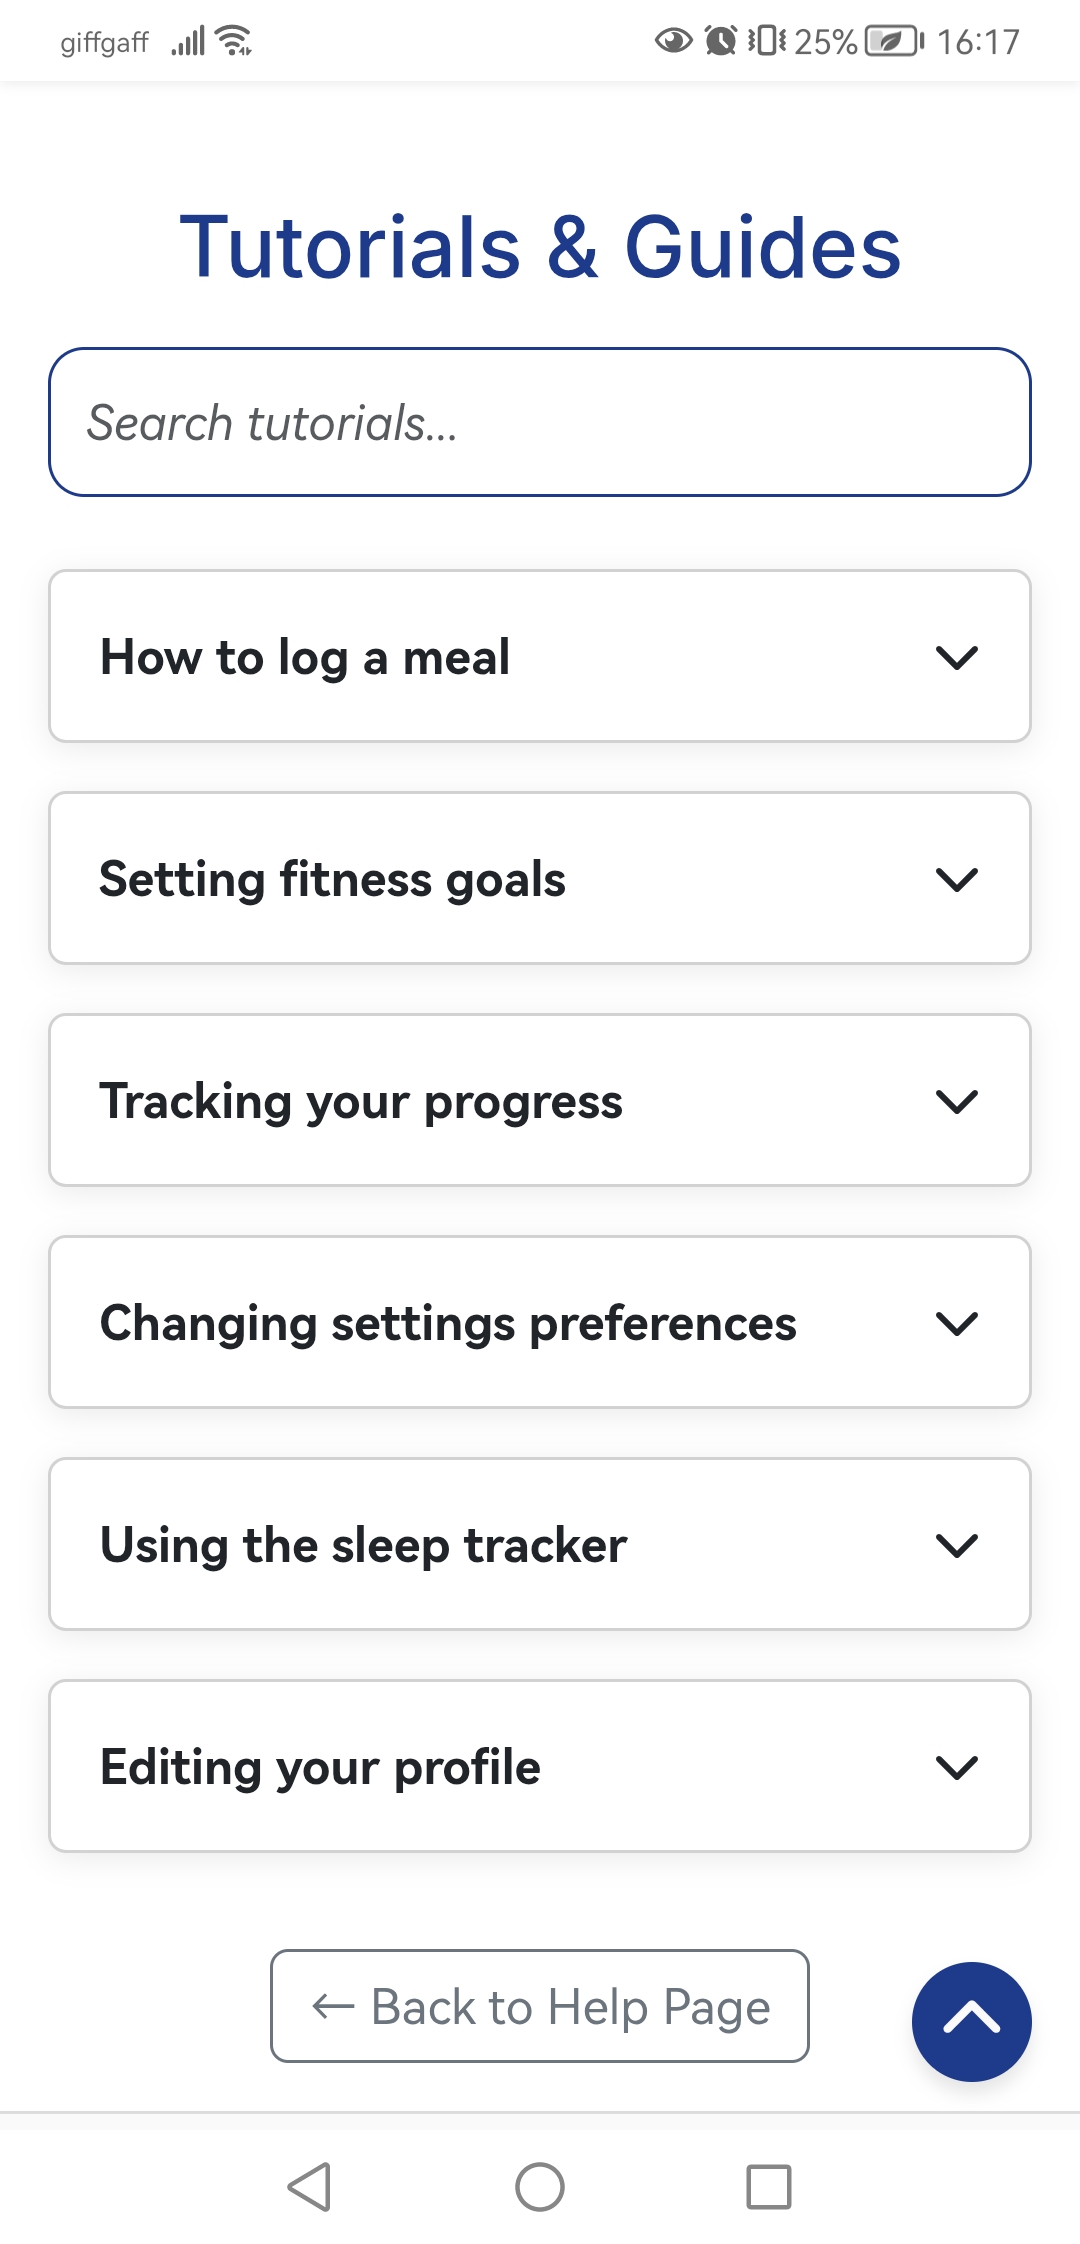 giffgaff 25% 16:17
Tutorials & Guides
Search tutorials...
How to log a meal
Setting fitness goals
Tracking your progress
Changing settings preferences
Using the sleep tracker
Editing your profile
← Back to Help Page